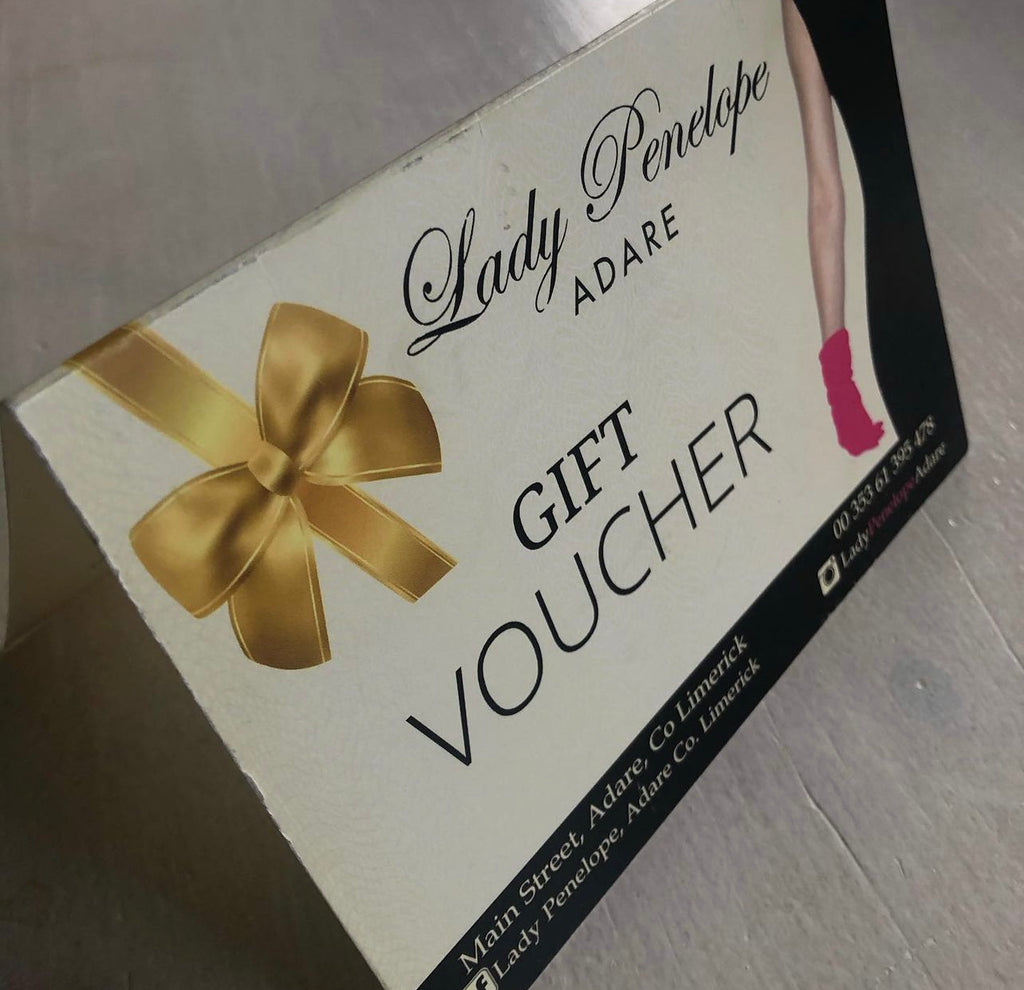 Lady Penelope
ADARE
GIFT
VOUCHER
00 353 61 395 478
LadyPenelopeAdare
Main Street, Adare, Co Limerick
Lady Penelope, Adare Co. Limerick